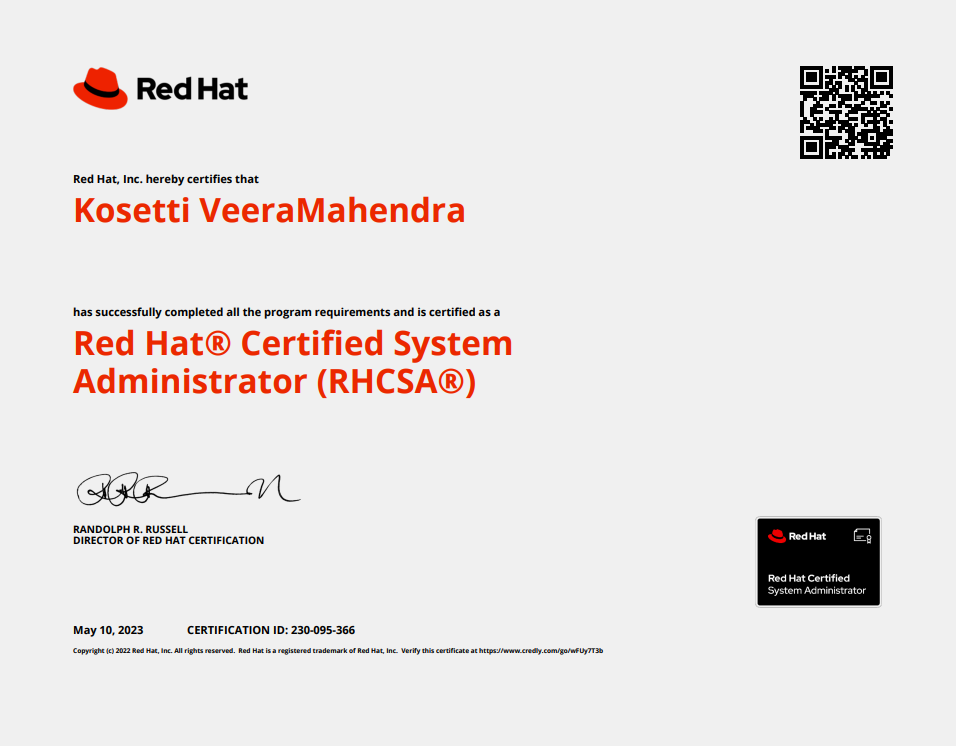 Red Hat
Red Hat, Inc. hereby certifies that
Kosetti VeeraMahendra
has successfully completed all the program requirements and is certified as a
Red Hat® Certified System
Administrator (RHCSA®)
RANDOLPH R. RUSSELL
DIRECTOR OF RED HAT CERTIFICATION
Red Hat
Red Hat Certified
System Administrator
May 10, 2023 CERTIFICATION ID: 230-095-366
Copyright (c) 2022 Red Hat, Inc. All rights reserved. Red Hat is a registered trademark of Red Hat, Inc. Verify this certificate at https://www.credly.com/go/wFUy7T3b